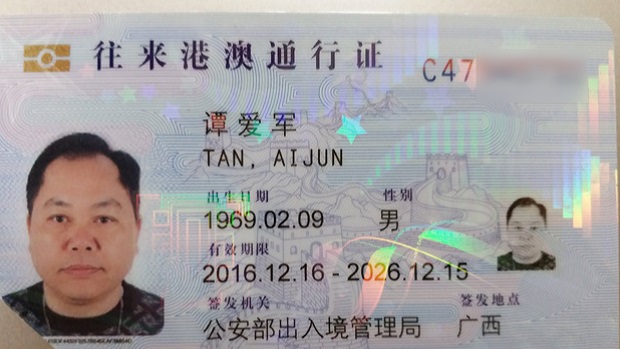 往来港澳通行证
C47
谭爱军
TAN, AIJUN
出生日期 性别
1969.02.09 男
有效期限
2016.12.16 - 2026.12.15
签发机关 签发地点
公安部出入境管理局 广西